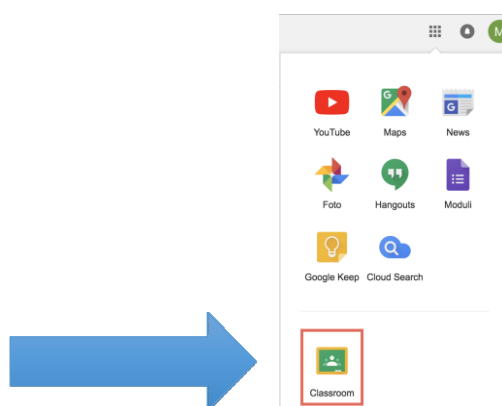 M
YouTube Maps News
Foto Hangouts Moduli
Google Keep Cloud Search
Classroom